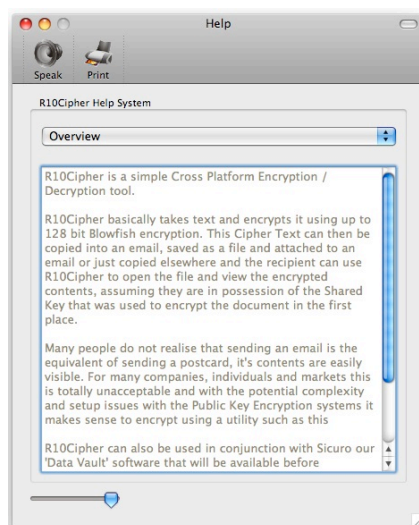 Help
Speak
Print
R10Cipher Help System
Overview
R10Cipher is a simple Cross Platform Encryption /
Decryption tool.
R10Cipher basically takes text and encrypts it using up to
128 bit Blowfish encryption. This Cipher Text can then be
copied into an email, saved as a file and attached to an
email or just copied elsewhere and the recipient can use
R10Cipher to open the file and view the encrypted
contents, assuming they are in possession of the Shared
Key that was used to encrypt the document in the first
place.
Many people do not realise that sending an email is the
equivalent of sending a postcard, it's contents are easily
visible. For many companies, individuals and markets this
is totally unacceptable and with the potential complexity
and setup issues with the Public Key Encryption systems it
makes sense to encrypt using a utility such as this
R10Cipher can also be used in conjunction with Sicuro our
'Data Vault' software that will be available before